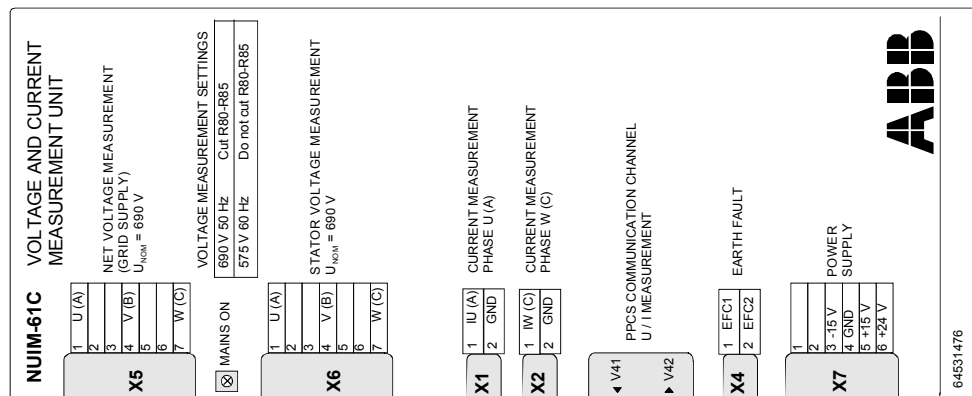 NUIM-61C
VOLTAGE AND CURRENT
MEASUREMENT UNIT
X5
1 U (A)
2
3
4 V (B)
5
6
7 W (C)
NET VOLTAGE MEASUREMENT
(GRID SUPPLY)
UNOM = 690 V
MAINS ON
VOLTAGE MEASUREMENT SETTINGS
690 V 50 Hz Cut R80-R85
575 V 60 Hz Do not cut R80-R85
X6
1 U (A)
2
3
4 V (B)
5
6
7 W (C)
STATOR VOLTAGE MEASUREMENT
UNOM = 690 V
X1
1 IU (A)
2 GND
CURRENT MEASUREMENT
PHASE U (A)
X2
1 IW (C)
2 GND
CURRENT MEASUREMENT
PHASE W (C)
V41
V42
PPCS COMMUNICATION CHANNEL
U / I MEASUREMENT
X4
1 EFC1
2 EFC2
EARTH FAULT
X7
1
2
3 -15 V
4 GND
5 +15 V
6 +24 V
POWER
SUPPLY
ABB
64531476